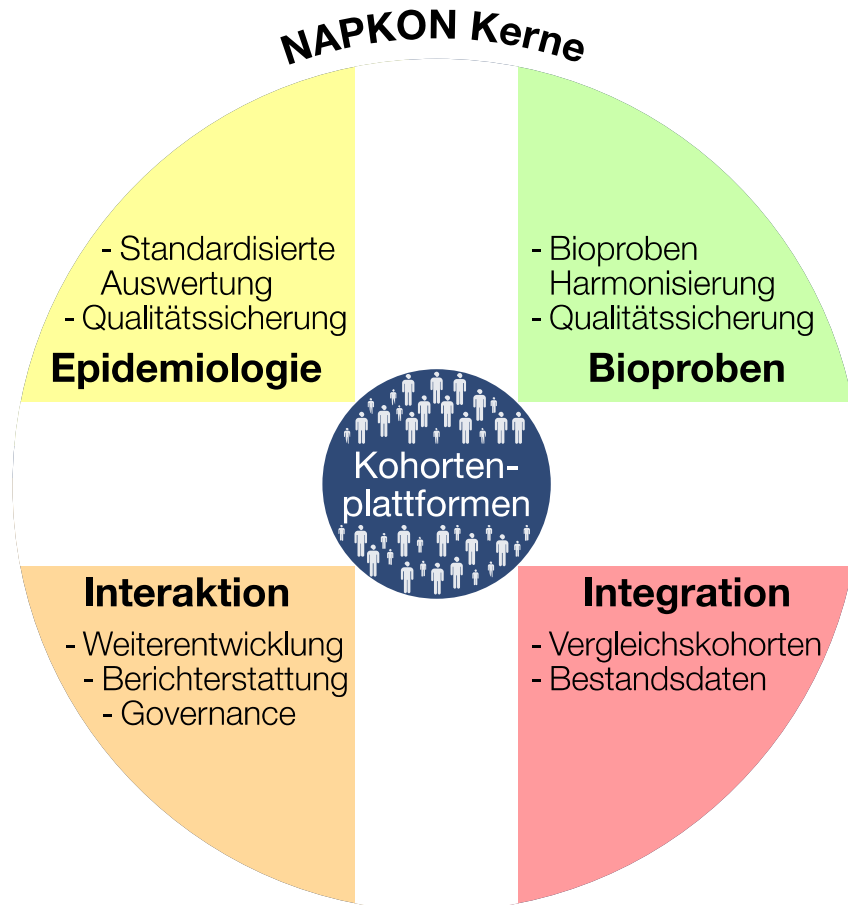 NAPKON Kerne
- Standardisierte
Auswertung
- Qualitätssicherung
Epidemiologie
- Bioproben
Harmonisierung
- Qualitätssicherung
Bioproben
Kohorten-
plattformen
Interaktion
- Weiterentwicklung
- Berichterstattung
- Governance
Integration
- Vergleichskohorten
- Bestandsdaten